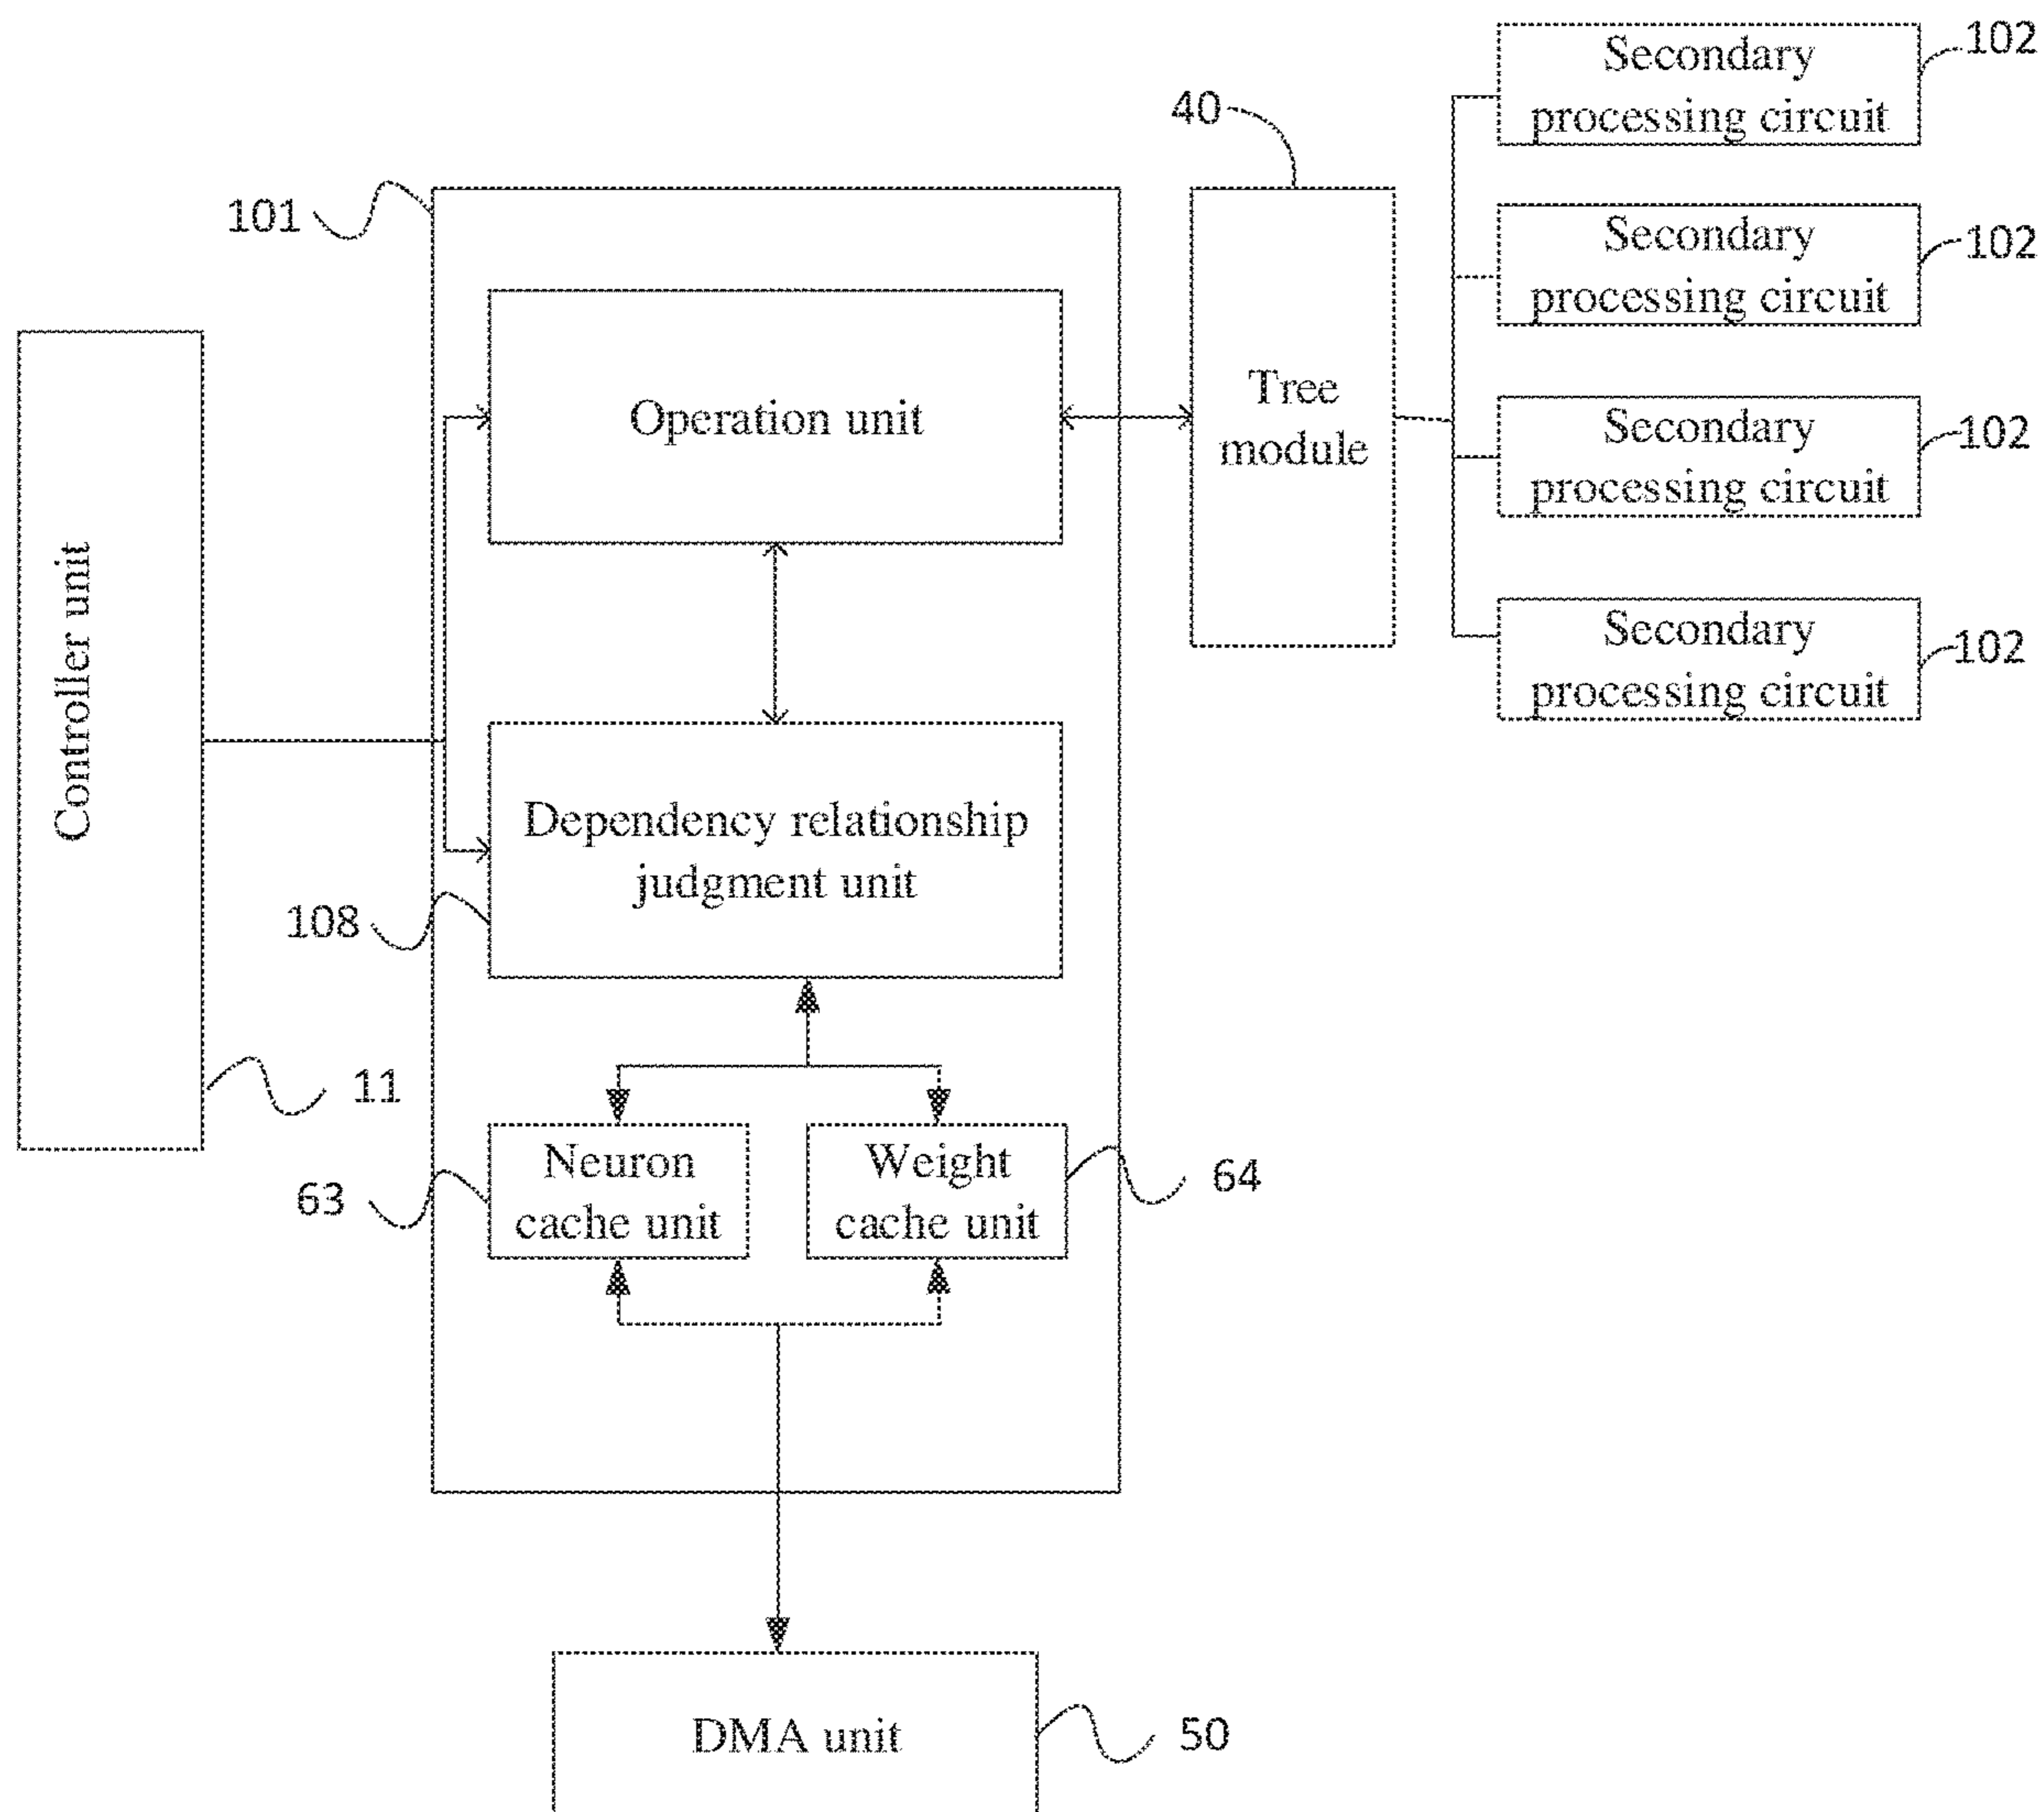 Secondary
processing circuit
102
40
Secondary
processing circuit
102
101
Operation unit
Tree
module
Secondary
processing circuit
102
Controller unit
Secondary
processing circuit
102
Dependency relationship
judgment unit
108
11
Neuron
cache unit
63
Weight
cache unit
64
DMA unit
50